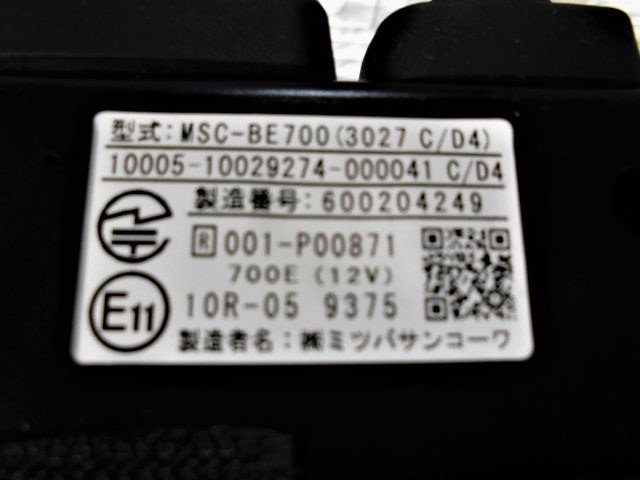 型式：MSC-BE700(3027 C/D4)
10005-10029274-000041 C/D4
製造番号：600204249
R 001-P00871
700E (12V)
E11 10R-05 9375
製造者名：㈱ミツバサンコーワ